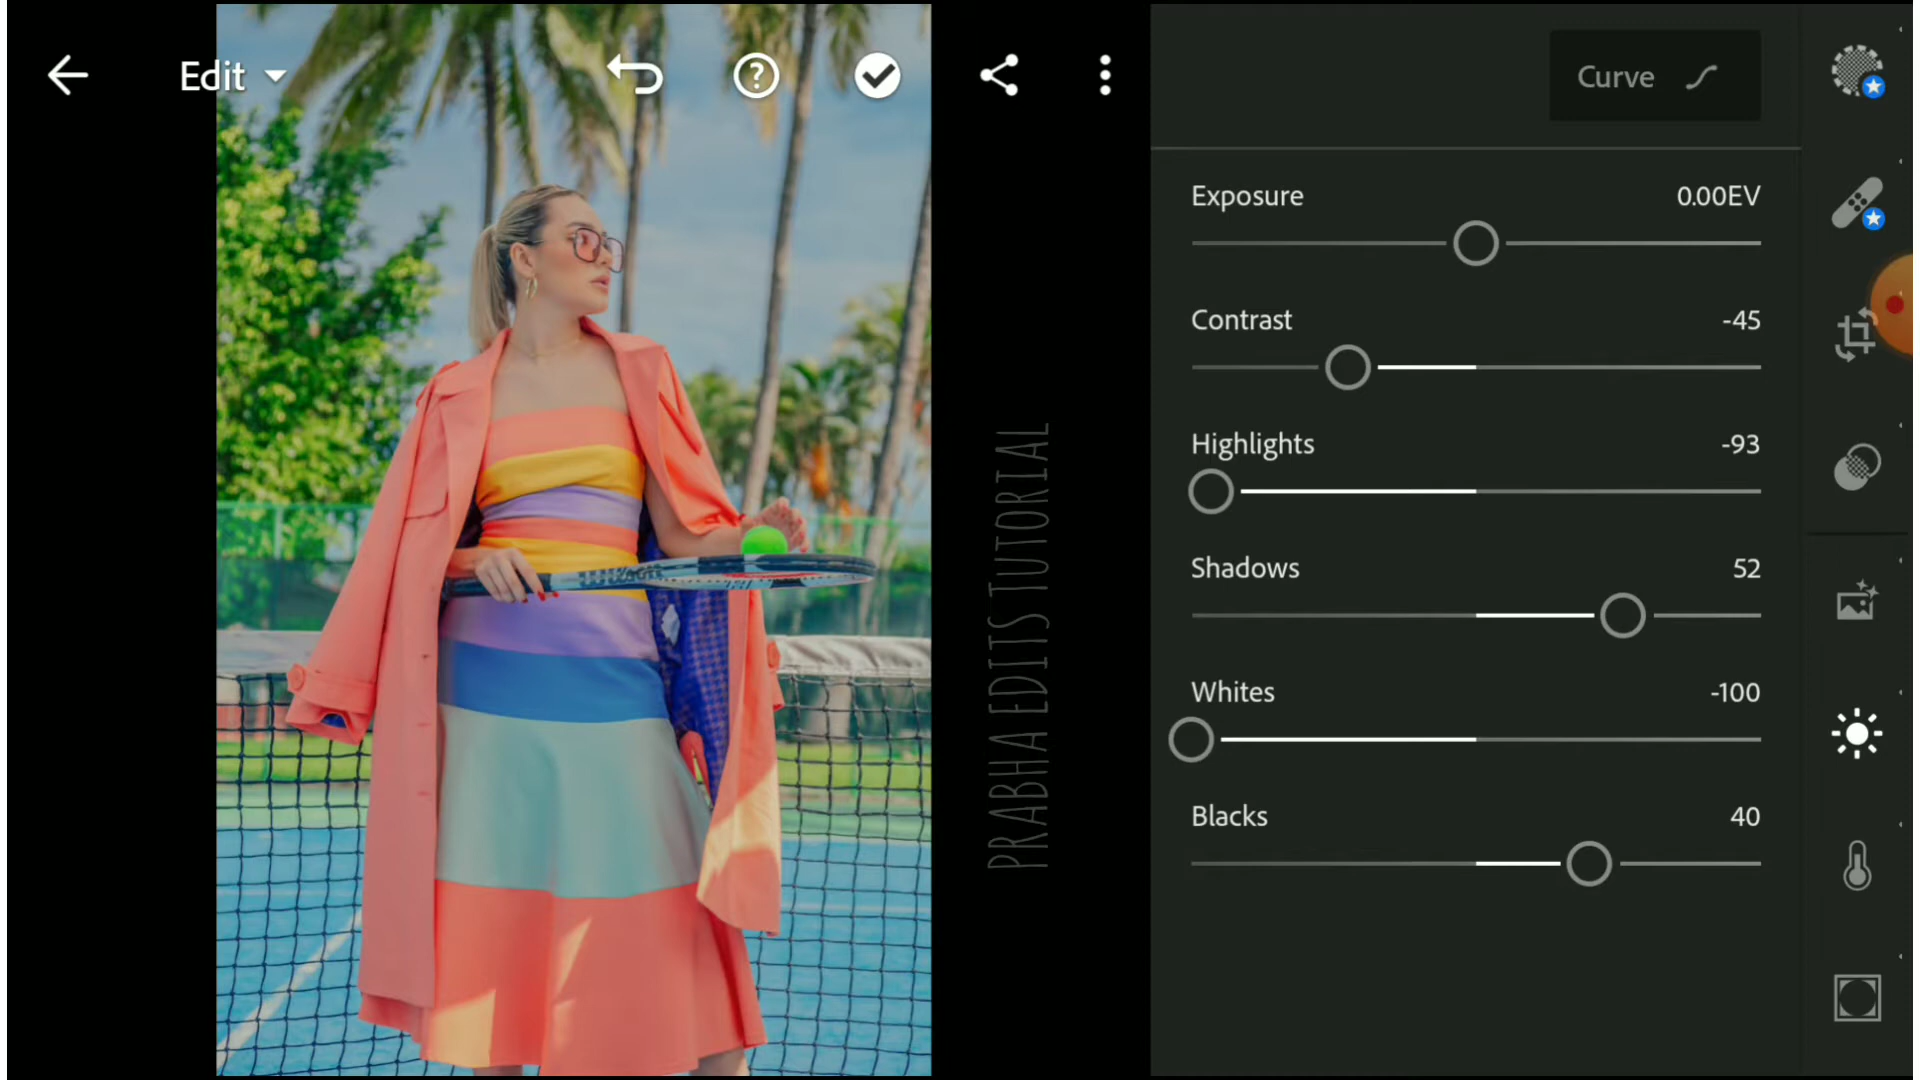 Edit
Curve
Exposure 0.00EV
Contrast -45
Highlights -93
Shadows 52
Whites -100
Blacks 40
PRABHA EDITS TUTORIAL